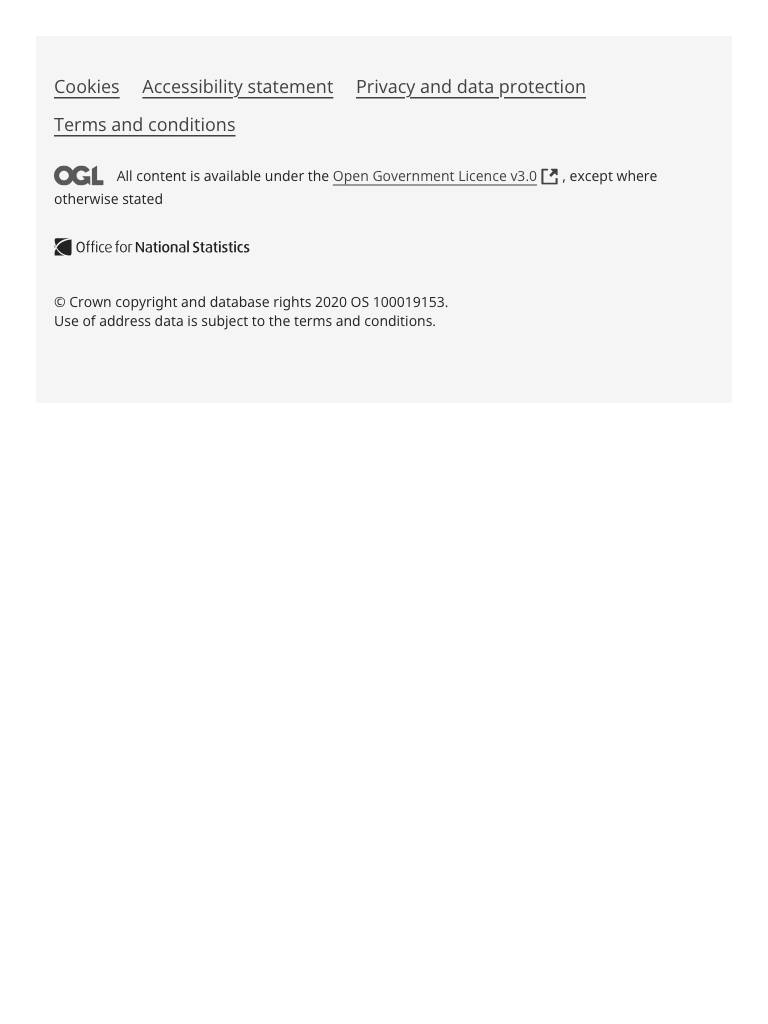 Cookies Accessibility statement Privacy and data protection
Terms and conditions
OGL All content is available under the Open Government Licence v3.0 , except where
otherwise stated
Office for National Statistics
© Crown copyright and database rights 2020 OS 100019153.
Use of address data is subject to the terms and conditions.